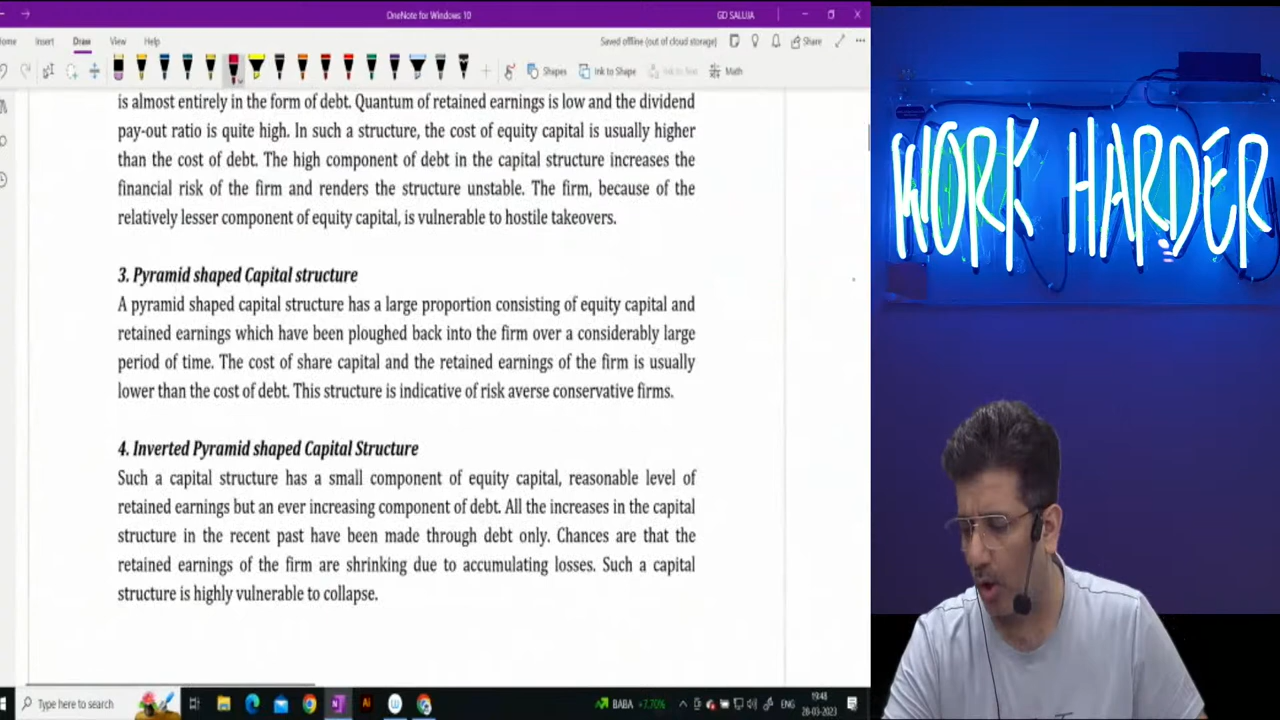 OneNote for Windows 10
GD SALUJA
Insert
Draw
View
Help
Saved offline (out of cloud storage)
Share
Shapes
Ink to Shape
Math
is almost entirely in the form of debt. Quantum of retained earnings is low and the dividend
pay-out ratio is quite high. In such a structure, the cost of equity capital is usually higher
than the cost of debt. The high component of debt in the capital structure increases the
financial risk of the firm and renders the structure unstable. The firm, because of the
relatively lesser component of equity capital, is vulnerable to hostile takeovers.
3. Pyramid shaped Capital structure
A pyramid shaped capital structure has a large proportion consisting of equity capital and
retained earnings which have been ploughed back into the firm over a considerably large
period of time. The cost of share capital and the retained earnings of the firm is usually
lower than the cost of debt. This structure is indicative of risk averse conservative firms.
4. Inverted Pyramid shaped Capital Structure
Such a capital structure has a small component of equity capital, reasonable level of
retained earnings but an ever increasing component of debt. All the increases in the capital
structure in the recent past have been made through debt only. Chances are that the
retained earnings of the firm are shrinking due to accumulating losses. Such a capital
structure is highly vulnerable to collapse.
WORK HARDER
Type here to search
BABA +7.70%
ENG
19:48
28-03-2023